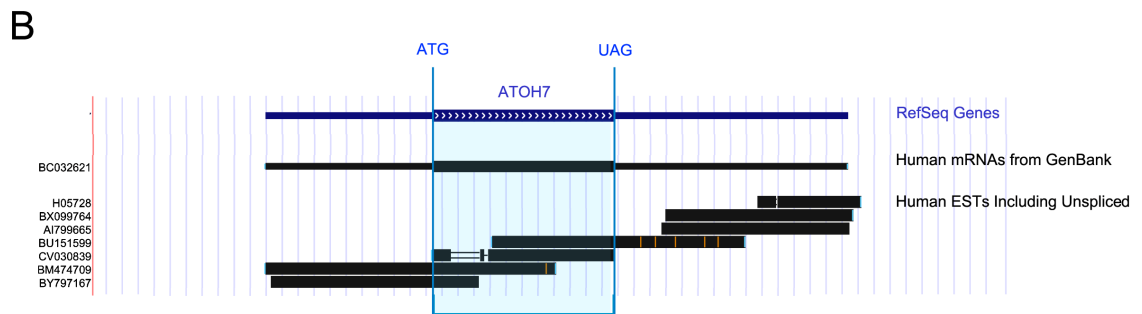 B
ATG UAG
ATOH7
RefSeq Genes
BC032621 Human mRNAs from GenBank
H05728 Human ESTs Including Unspliced
BX099764
AI799665
BU151599
CV030839
BM474709
BY797167